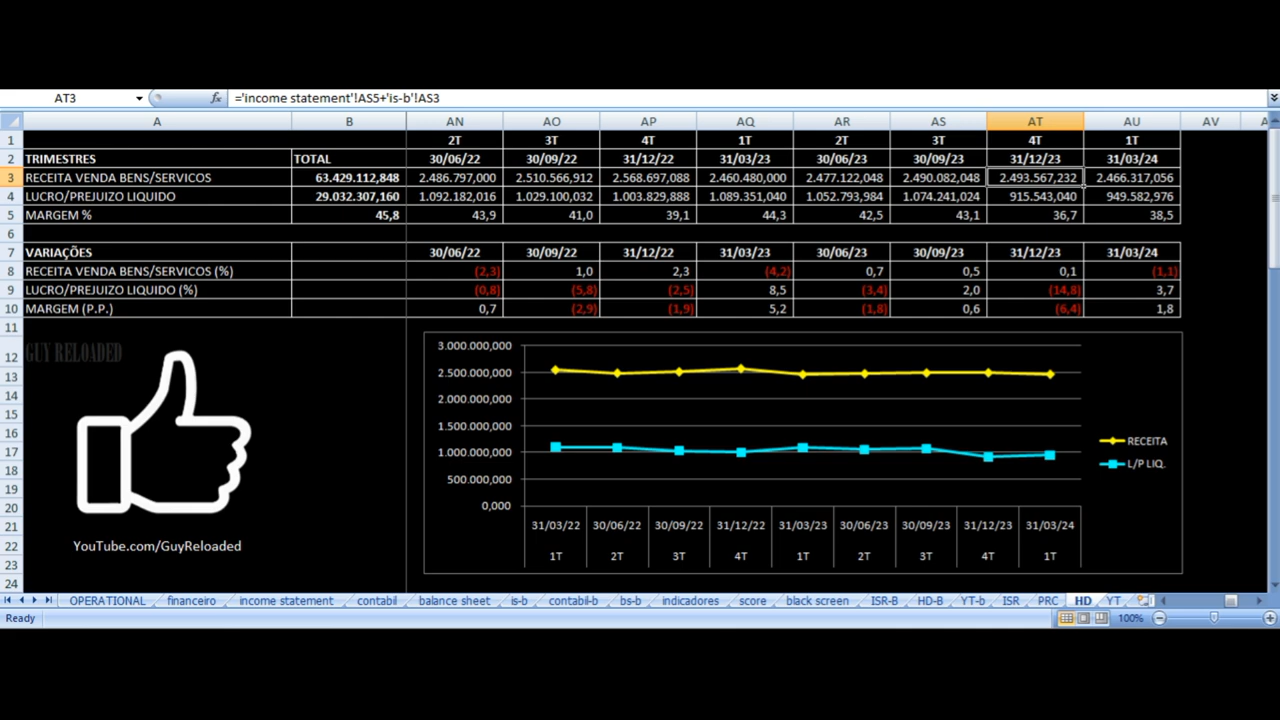 AT3 ='income statement'!AS5+'is-b'!AS3
A B AN AO AP AQ AR AS AT AU AV
1 2T 3T 4T 1T 2T 3T 4T 1T
2 TRIMESTRES TOTAL 30/06/22 30/09/22 31/12/22 31/03/23 30/06/23 30/09/23 31/12/23 31/03/24
3 RECEITA VENDA BENS/SERVICOS 63.429.112,848 2.486.797,000 2.510.566,912 2.568.697,088 2.460.480,000 2.477.122,048 2.490.082,048 2.493.567,232 2.466.317,056
4 LUCRO/PREJUIZO LIQUIDO 29.032.307,160 1.092.182,016 1.029.100,032 1.003.829,888 1.089.351,040 1.052.793,984 1.074.241,024 915.543,040 949.582,976
5 MARGEM % 45,8 43,9 41,0 39,1 44,3 42,5 43,1 36,7 38,5
6
7 VARIAÇÕES 30/06/22 30/09/22 31/12/22 31/03/23 30/06/23 30/09/23 31/12/23 31/03/24
8 RECEITA VENDA BENS/SERVICOS (%) (2,3) 1,0 2,3 (4,2) 0,7 0,5 0,1 (1,1)
9 LUCRO/PREJUIZO LIQUIDO (%) (0,8) (5,8) (2,5) 8,5 (3,4) 2,0 (14,8) 3,7
10 MARGEM (P.P.) 0,7 (2,9) (1,9) 5,2 (1,8) 0,6 (6,4) 1,8
11
12 GUY RELOADED
13
14
15
16
17
18
19
20
21
22 YouTube.com/GuyReloaded
23
24
3.000.000,000
2.500.000,000
2.000.000,000
1.500.000,000
1.000.000,000
500.000,000
0,000
31/03/22 30/06/22 30/09/22 31/12/22 31/03/23 30/06/23 30/09/23 31/12/23 31/03/24
1T 2T 3T 4T 1T 2T 3T 4T 1T
RECEITA
L/P LIQ.
OPERATIONAL financeiro income statement contabil balance sheet is-b contabil-b bs-b indicadores score black screen ISR-B HD-B YT-b ISR PRC HD YT
Ready 100%